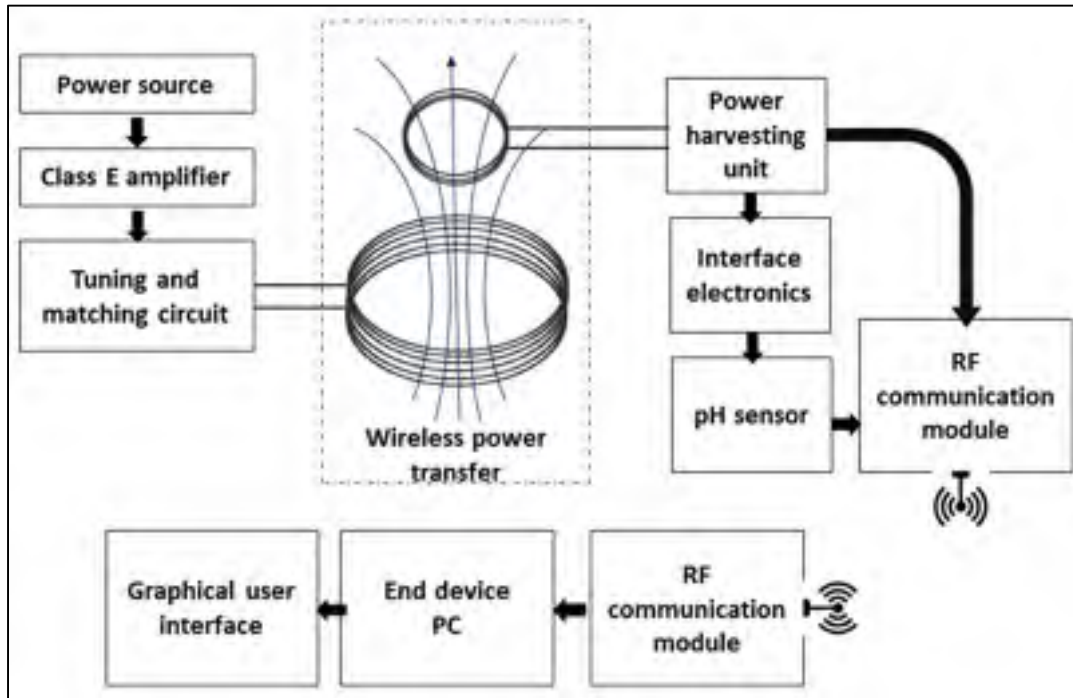 Power source
Class E amplifier
Tuning and
matching circuit
Wireless power
transfer
Power
harvesting
unit
Interface
electronics
pH sensor
RF
communication
module
Graphical user
interface
End device
PC
RF
communication
module